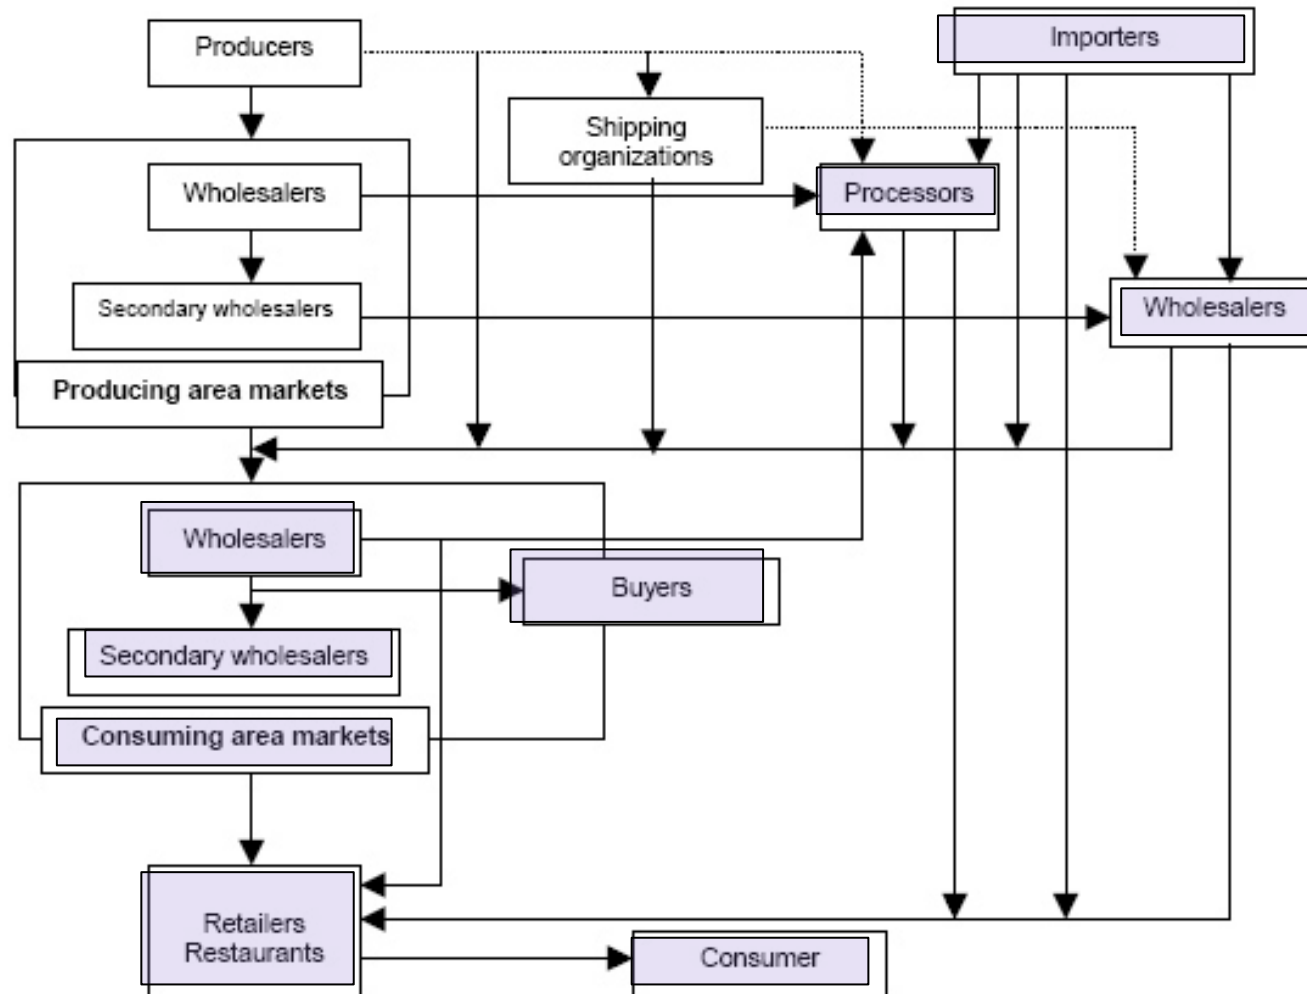 Producers
Importers
Shipping
organizations
Wholesalers
Processors
Secondary wholesalers
Wholesalers
Producing area markets
Wholesalers
Buyers
Secondary wholesalers
Consuming area markets
Retailers
Restaurants
Consumer